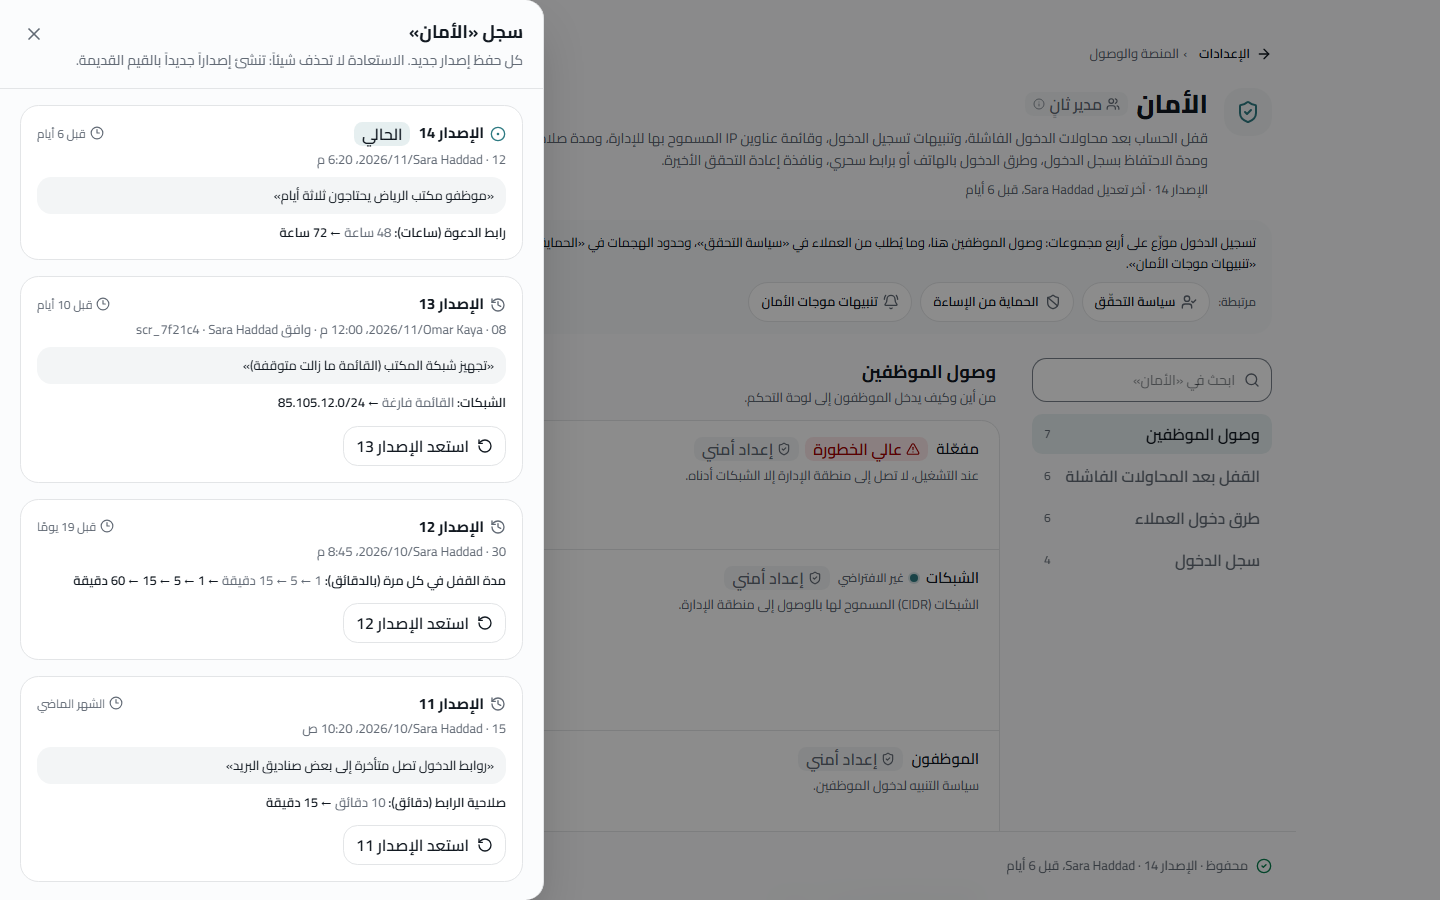 سجل «الأمان»
كل حفظ إصدار جديد. الاستعادة لا تحذف شيئًا: تنشئ إصدارًا جديدًا بالقيم القديمة.
الإصدار 14 الحالي
قبل 6 أيام
Sara Haddad · 12/11/2026، 6:20 م
«موظفو مكتب الرياض يحتاجون ثلاثة أيام»
رابط الدعوة (ساعات): 48 ساعة ← 72 ساعة
الإصدار 13
قبل 10 أيام
Omar Kaya · 08/11/2026، 12:00 م · وافق Sara Haddad · scr_7f21c4
«تجهيز شبكة المكتب (القائمة ما زالت متوقفة)»
الشبكات: القائمة فارغة ← 85.105.12.0/24
استعد الإصدار 13
الإصدار 12
قبل 19 يومًا
Sara Haddad · 30/10/2026، 8:45 م
مدة القفل في كل مرة (بالدقائق): 1 ← 5 ← 15 دقيقة ← 1 ← 5 ← 15 ← 60 دقيقة
استعد الإصدار 12
الإصدار 11
الشهر الماضي
Sara Haddad · 15/10/2026، 10:20 ص
«روابط الدخول تصل متأخرة إلى بعض صناديق البريد»
صلاحية الرابط (دقائق): 10 دقائق ← 15 دقيقة
استعد الإصدار 11
الإعدادات › المنصة والوصول
الأمان مدير ثانٍ
قفل الحساب بعد محاولات الدخول الفاشلة، وتنبيهات تسجيل الدخول، وقائمة عناوين IP المسموح بها للإدارة، ومدة
ومدة الاحتفاظ بسجل الدخول، وطرق الدخول بالهاتف أو برابط سحري، ونافذة إعادة التحقق الأخيرة.
الإصدار 14 · آخر تعديل Sara Haddad، قبل 6 أيام
تسجيل الدخول موزّع على أربع مجموعات: وصول الموظفين هنا، وما يُطلب من العملاء في «سياسة التحقق»، وحدود الهجمات في «الحماية
«تنبيهات موجات الأمان».
مرتبطة:
سياسة التحقّق
الحماية من الإساءة
تنبيهات موجات الأمان
ابحث في «الأمان»
وصول الموظفين 7
القفل بعد المحاولات الفاشلة 6
طرق دخول العملاء 6
سجل الدخول 4
وصول الموظفين
من أين وكيف يدخل الموظفون إلى لوحة التحكم.
مفعّلة عالي الخطورة إعداد أمني
عند التشغيل، لا تصل إلى منطقة الإدارة إلا الشبكات أدناه.
الشبكات غير الافتراضي إعداد أمني
الشبكات (CIDR) المسموح لها بالوصول إلى منطقة الإدارة.
الموظفون إعداد أمني
سياسة التنبيه لدخول الموظفين.
محفوظ · الإصدار 14 · Sara Haddad، قبل 6 أيام